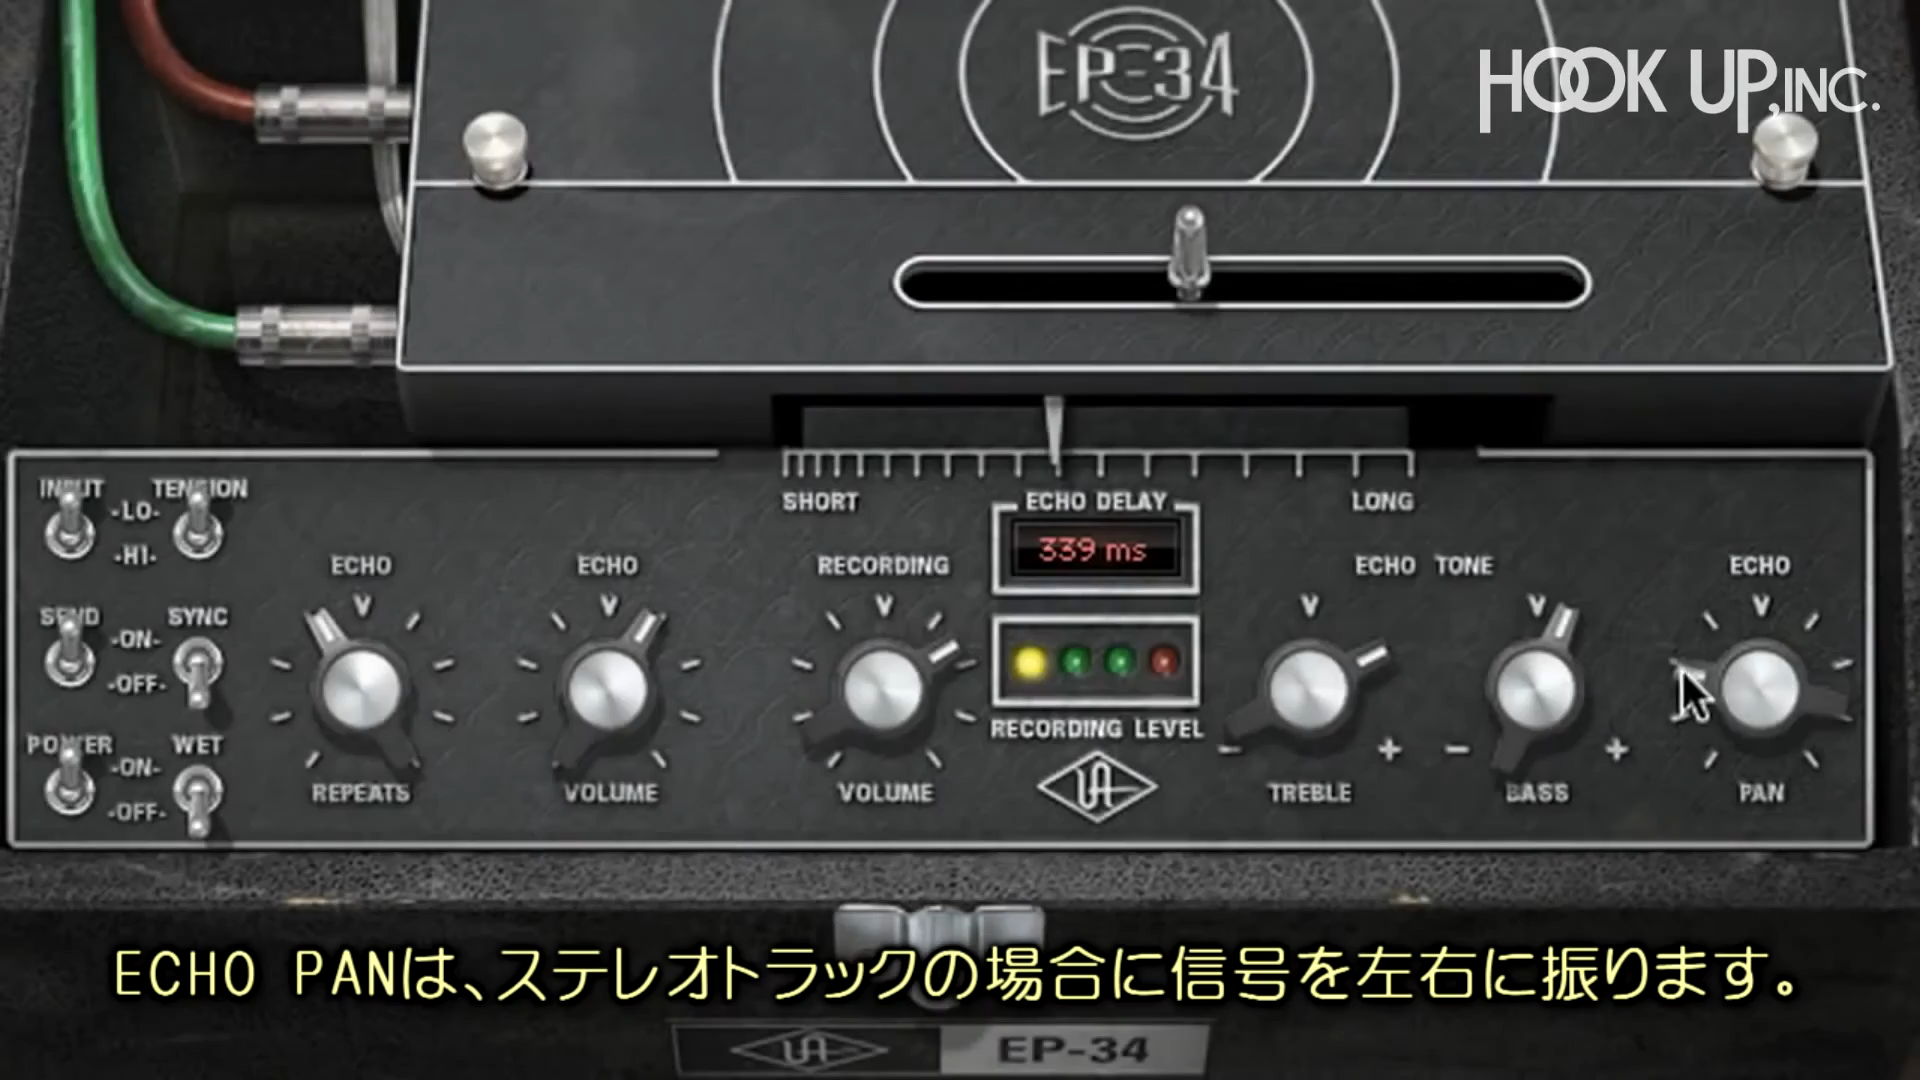 EP-34
HOOK UP,INC.
SHORT
ECHO DELAY
LONG
339 ms
INPUT
TENSION
-LO-
-HI-
SEND
SYNC
-ON-
-OFF-
POWER
WET
-ON-
-OFF-
ECHO
REPEATS
ECHO
VOLUME
RECORDING
VOLUME
RECORDING LEVEL
UA
ECHO TONE
- +
TREBLE
- +
BASS
ECHO
PAN
ECHO PANは、ステレオトラックの場合に信号を左右に振ります。
UA EP-34